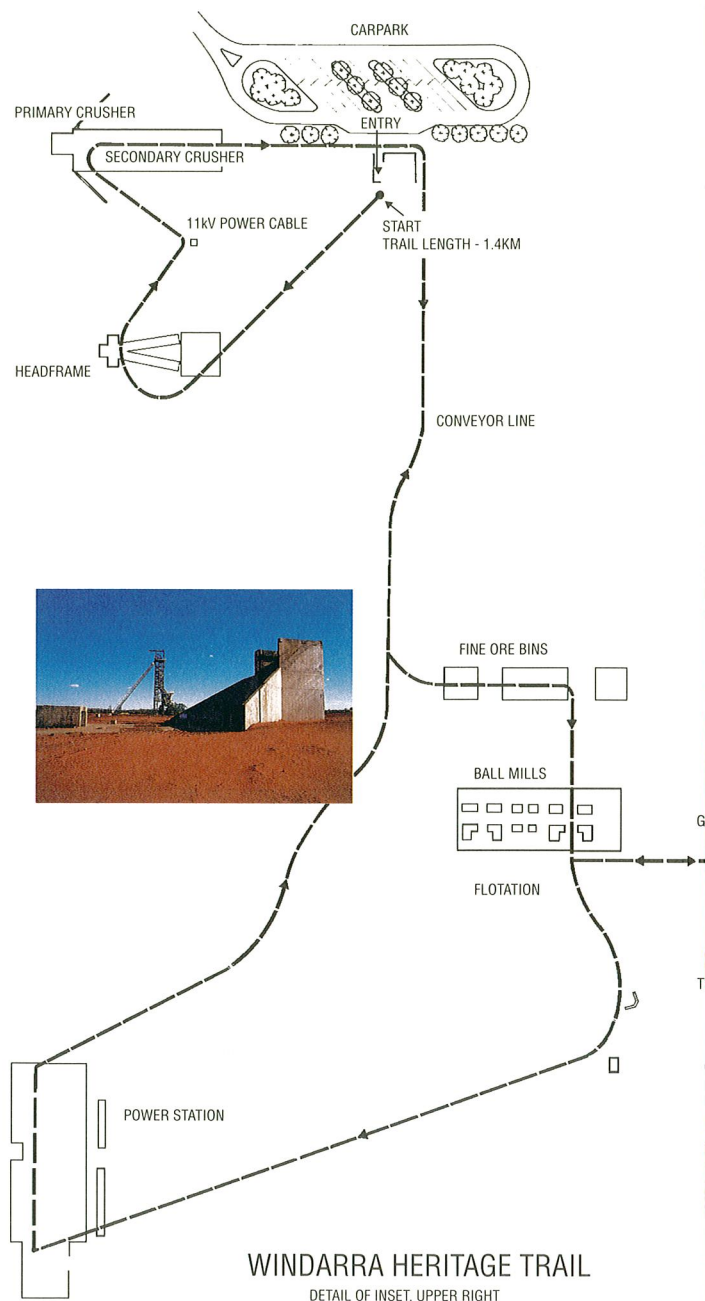 CARPARK
PRIMARY CRUSHER
ENTRY
SECONDARY CRUSHER
11kV POWER CABLE
START
TRAIL LENGTH - 1.4KM
HEADFRAME
CONVEYOR LINE
FINE ORE BINS
BALL MILLS
G
FLOTATION
T
POWER STATION
WINDARRA HERITAGE TRAIL
DETAIL OF INSET, UPPER RIGHT